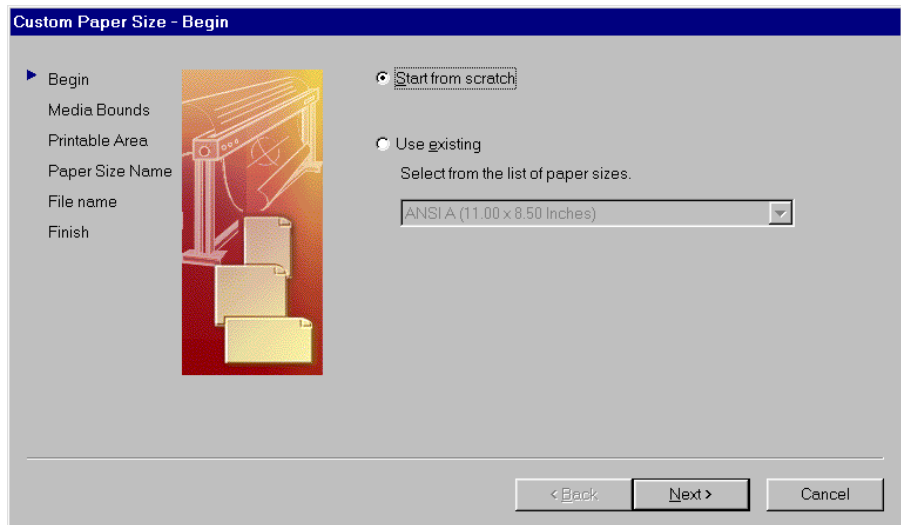 Custom Paper Size - Begin
Begin
Media Bounds
Printable Area
Paper Size Name
File name
Finish
Start from scratch
Use existing
Select from the list of paper sizes.
ANSI A (11.00 x 8.50 Inches)
< Back
Next >
Cancel